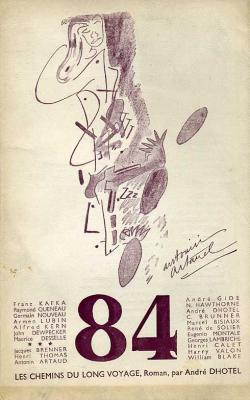 Antonin
Artaud
Franz KAFKA
Raymond QUENEAU
Germain NOUVEAU
Armen LUBIN
Alfred KERN
John DEWPECKER
Maurice DESSELLE
* * *
Jacques BRENNER
Henri THOMAS
Antonin ARTAUD
84
André GIDE
N. HAWTHORNE
André DHOTEL
C. BRUNNER
Marcel BISIAUX
René de SOLIER
Eugenio MONTALE
Georges LAMBRICHS
Henri CALET
Harry VALON
William BLAKE
LES CHEMINS DU LONG VOYAGE, Roman, par André DHOTEL